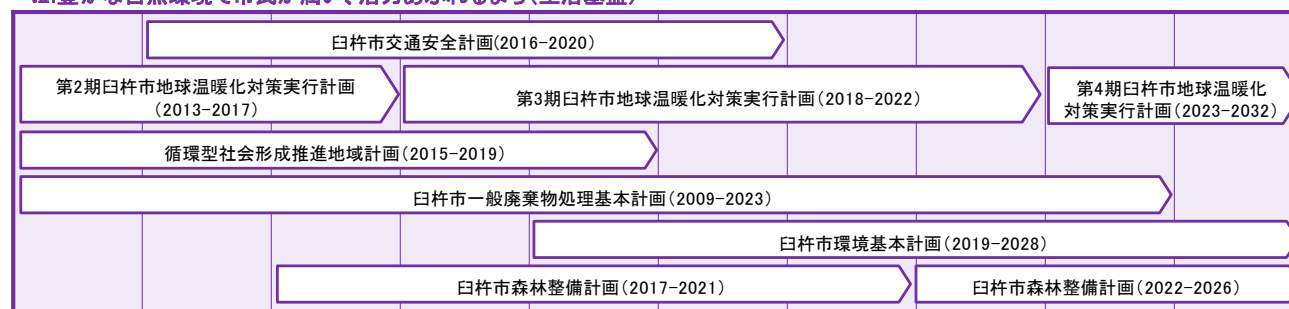 臼杵市交通安全計画(2016-2020)
第2期臼杵市地球温暖化対策実行計画
(2013-2017)
第3期臼杵市地球温暖化対策実行計画(2018-2022)
第4期臼杵市地球温暖化
対策実行計画(2023-2032)
循環型社会形成推進地域計画(2015-2019)
臼杵市一般廃棄物処理基本計画(2009-2023)
臼杵市環境基本計画(2019-2028)
臼杵市森林整備計画(2017-2021)
臼杵市森林整備計画(2022-2026)